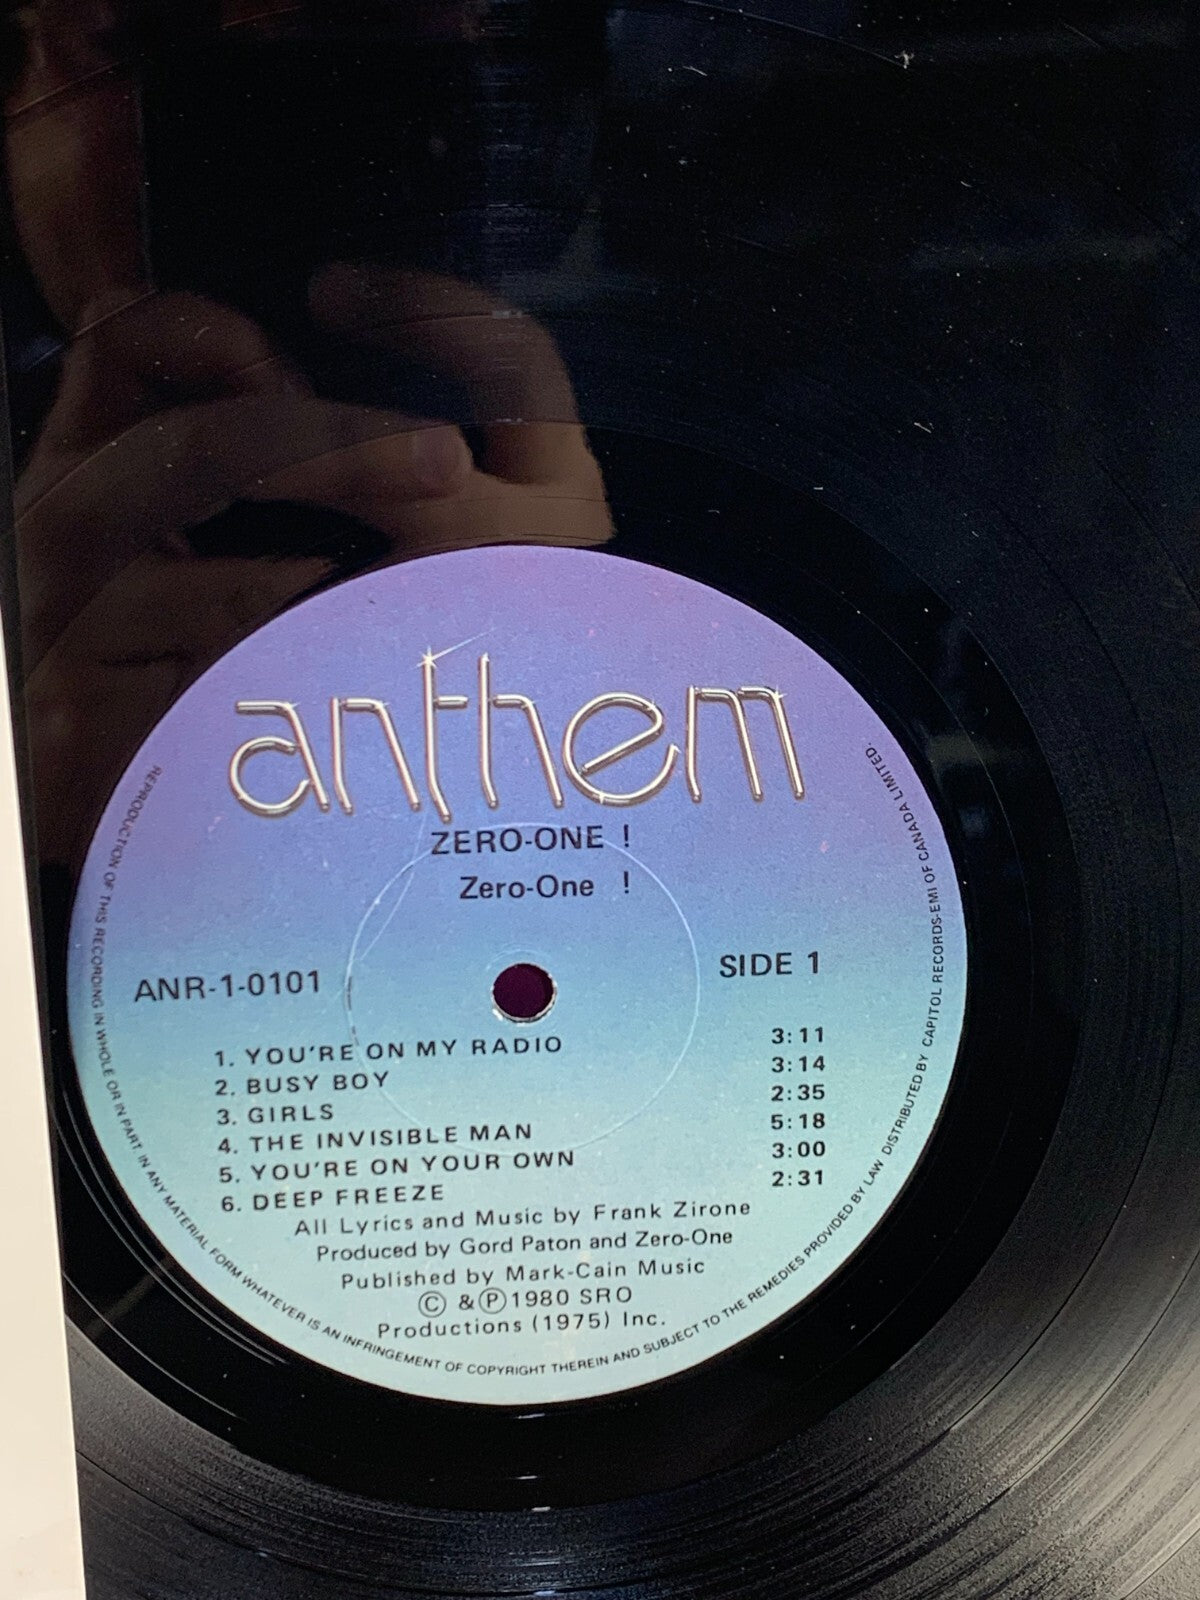 anthem
ZERO-ONE !
Zero-One !
ANR-1-0101
SIDE 1
1. YOU'RE ON MY RADIO 3:11
2. BUSY BOY 3:14
3. GIRLS 2:35
4. THE INVISIBLE MAN 5:18
5. YOU'RE ON YOUR OWN 3:00
6. DEEP FREEZE 2:31
All Lyrics and Music by Frank Zirone
Produced by Gord Paton and Zero-One
Published by Mark-Cain Music
© & ℗ 1980 SRO
Productions (1975) Inc.
REPRODUCTION OF THIS RECORDING IN WHOLE OR IN PART IN ANY MATERIAL FORM WHATEVER IS AN INFRINGEMENT OF COPYRIGHT THEREIN AND SUBJECT TO THE REMEDIES PROVIDED BY LAW DISTRIBUTED BY CAPITOL RECORDS-EMI OF CANADA LIMITED.